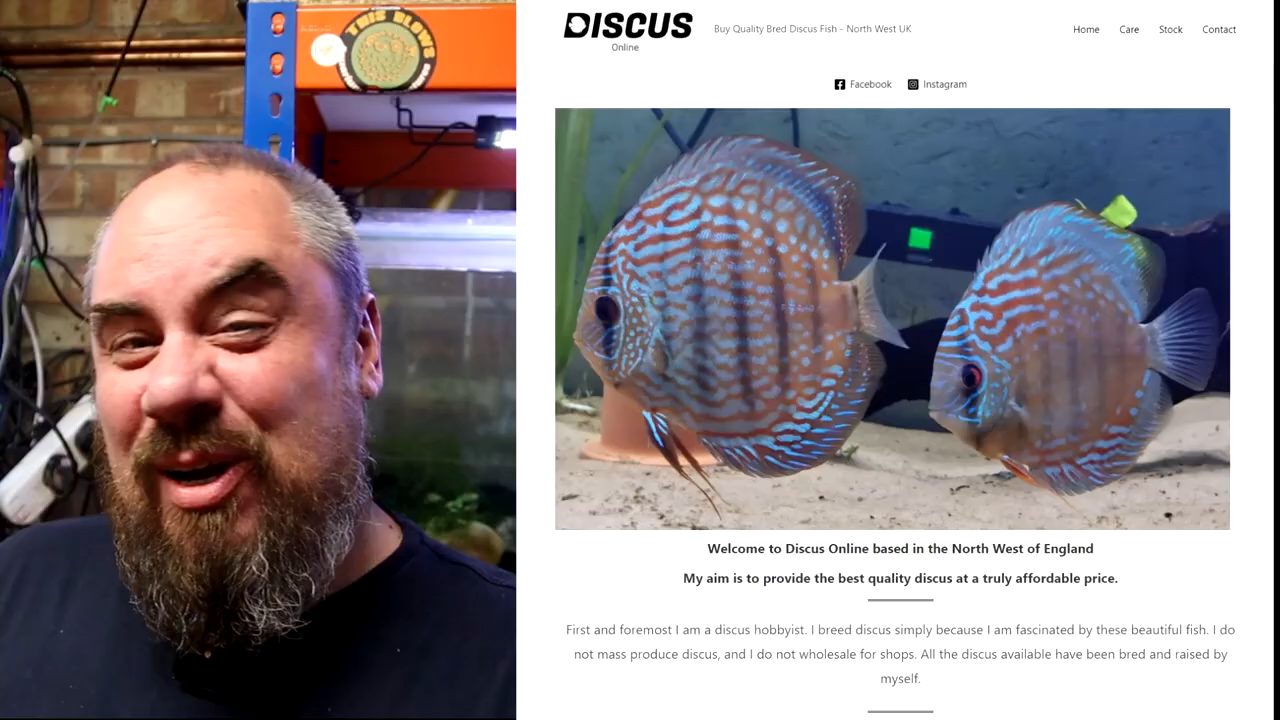 THIS BLOWS
DISCUS
Online
Buy Quality Bred Discus Fish - North West UK
Home
Care
Stock
Contact
Facebook
Instagram
Welcome to Discus Online based in the North West of England
My aim is to provide the best quality discus at a truly affordable price.
First and foremost I am a discus hobbyist. I breed discus simply because I am fascinated by these beautiful fish. I do
not mass produce discus, and I do not wholesale for shops. All the discus available have been bred and raised by
myself.